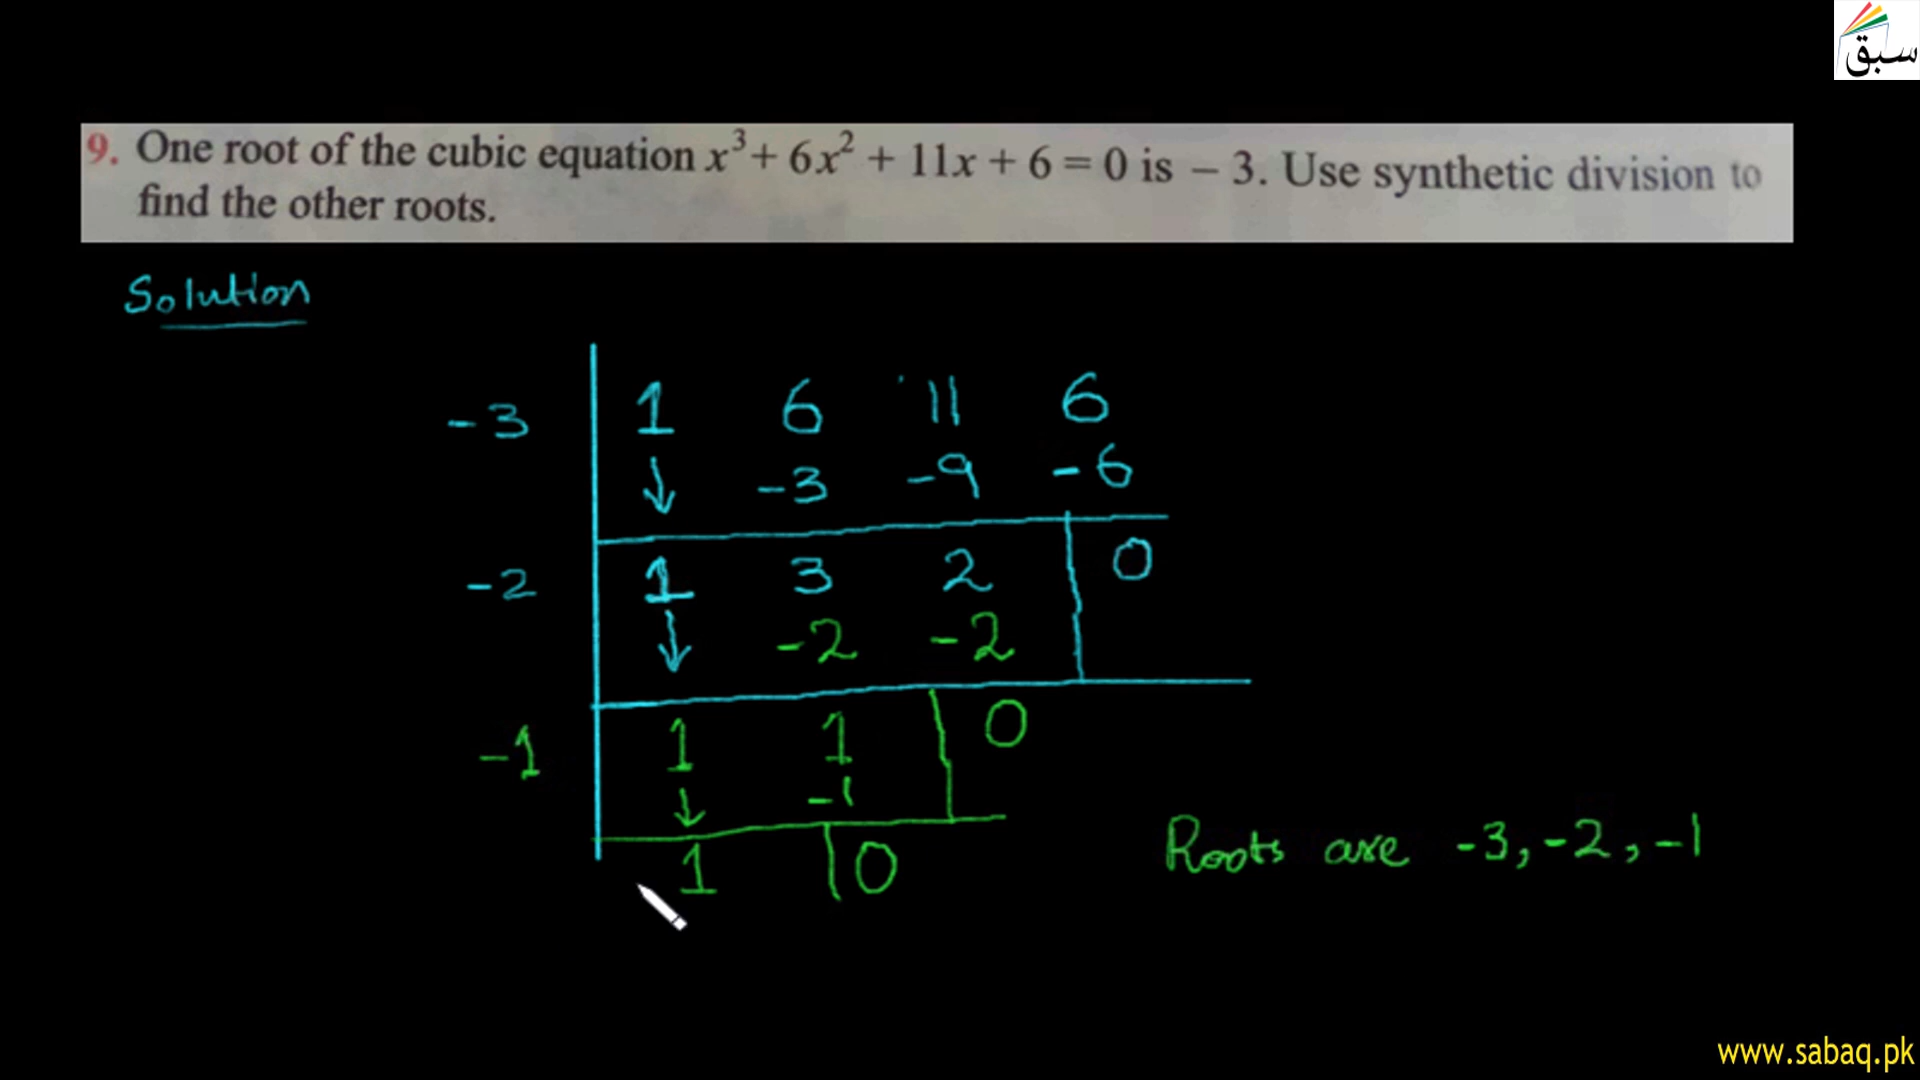 سبق
9. One root of the cubic equation x³ + 6x² + 11x + 6 = 0 is – 3. Use synthetic division to
find the other roots.
Solution
-3 1 6 11 6
↓ -3 -9 -6
-2 1 3 2 0
↓ -2 -2
-1 1 1 0
↓ -1
1 0
Roots are -3, -2, -1
www.sabaq.pk